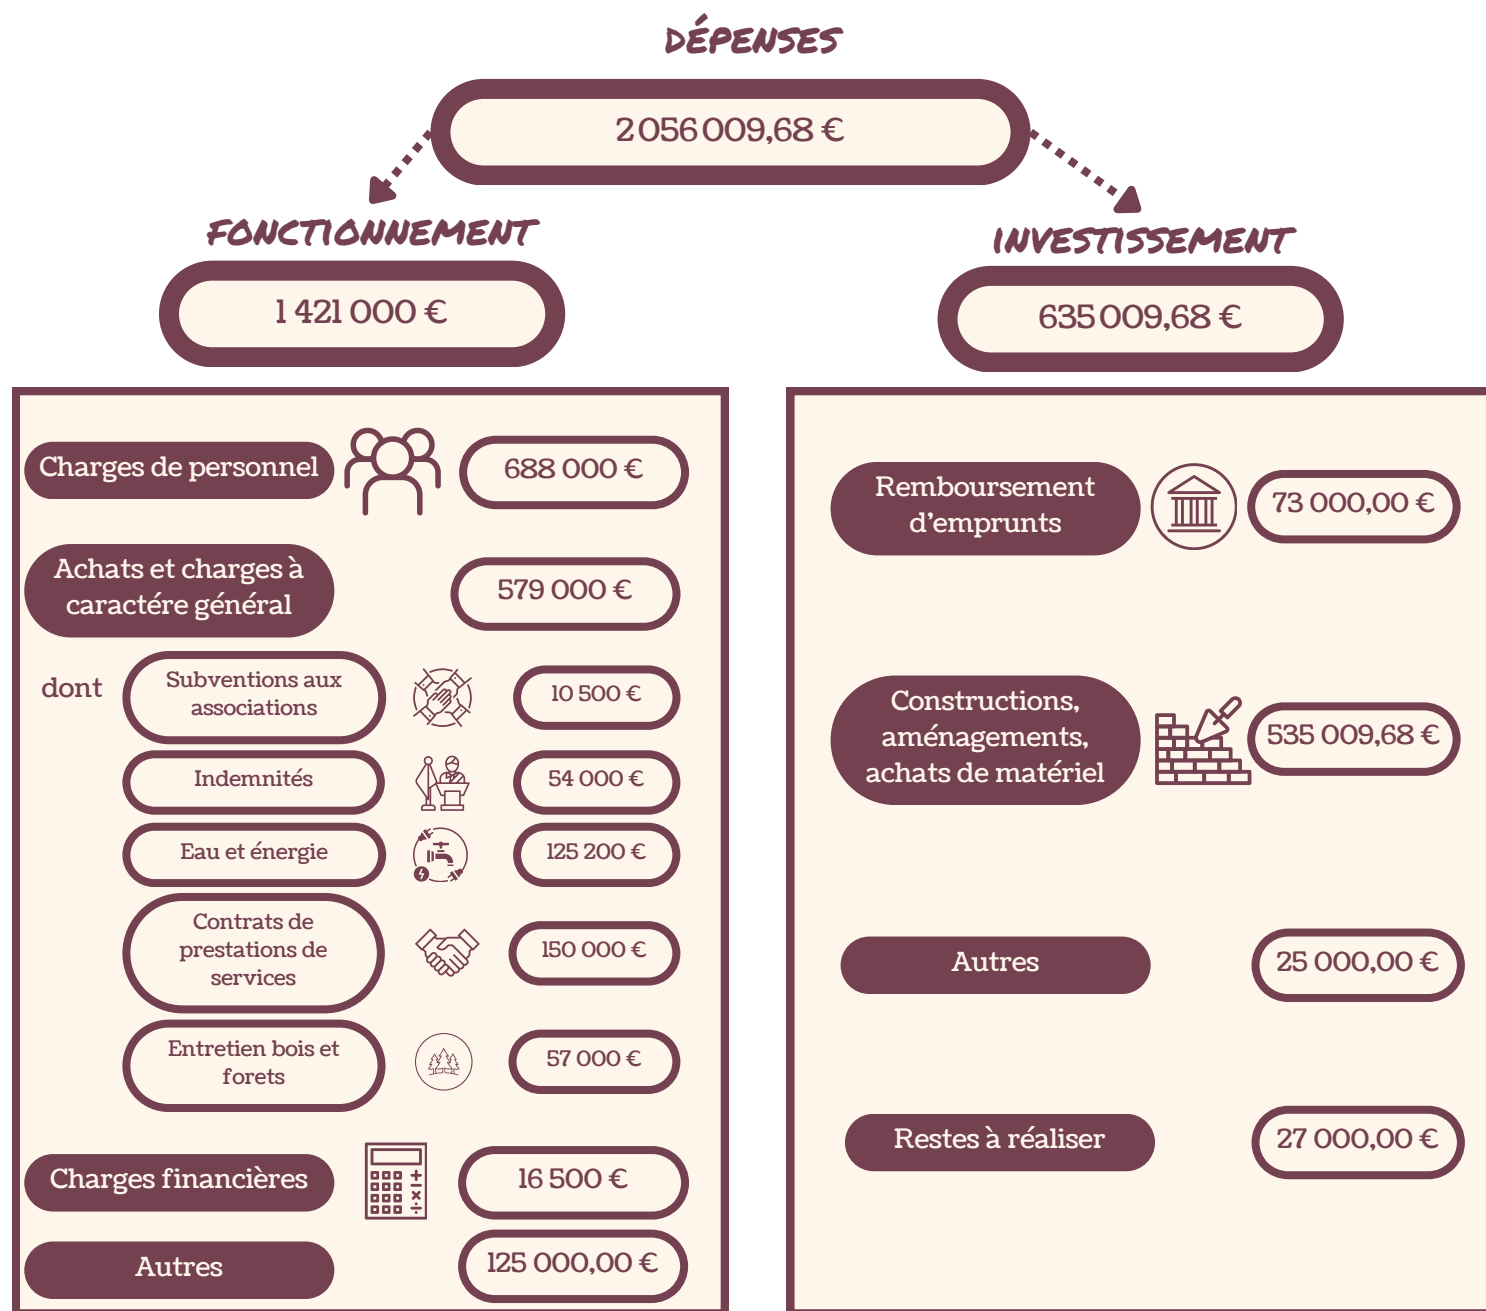 DÉPENSES
2 056 009,68 €
FONCTIONNEMENT
1 421 000 €
Charges de personnel
688 000 €
Achats et charges à
caractére général
579 000 €
dont
Subventions aux
associations
10 500 €
Indemnités
54 000 €
Eau et énergie
125 200 €
Contrats de
prestations de
services
150 000 €
Entretien bois et
forets
57 000 €
Charges financières
16 500 €
Autres
125 000,00 €
INVESTISSEMENT
635 009,68 €
Remboursement
d'emprunts
73 000,00 €
Constructions,
aménagements,
achats de matériel
535 009,68 €
Autres
25 000,00 €
Restes à réaliser
27 000,00 €